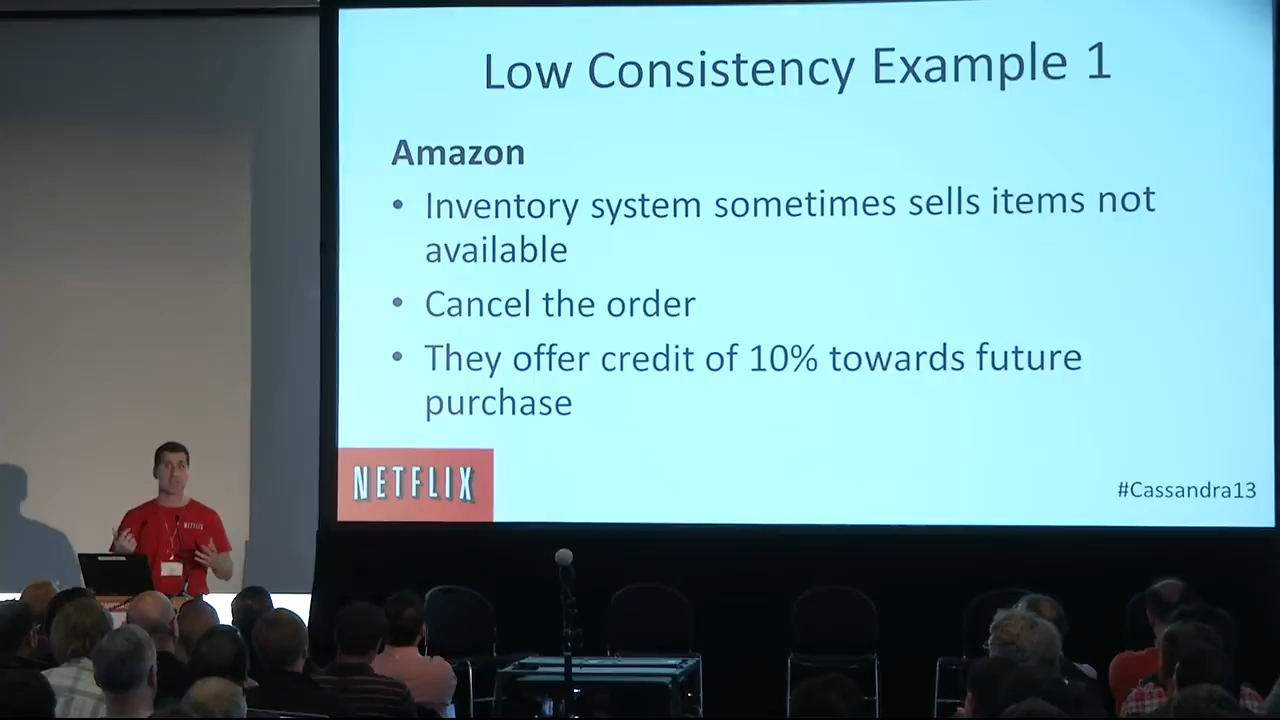 Low Consistency Example 1
Amazon
• Inventory system sometimes sells items not
available
• Cancel the order
• They offer credit of 10% towards future
purchase
NETFLIX
#Cassandra13
NETFLIX